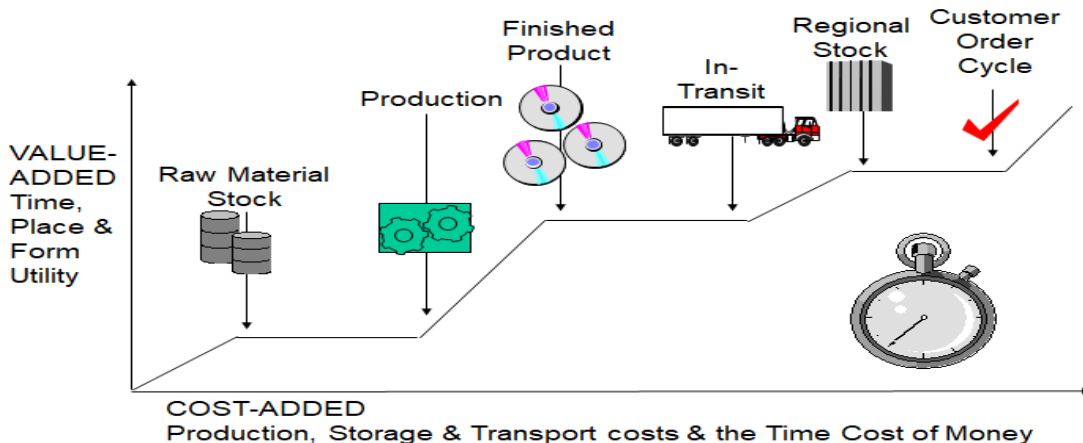 Customer
Order
Cycle
Regional
Stock
Finished
Product
In-
Transit
Production
VALUE-
ADDED
Time,
Place &
Form
Utility
Raw Material
Stock
COST-ADDED
Production, Storage & Transport costs & the Time Cost of Money